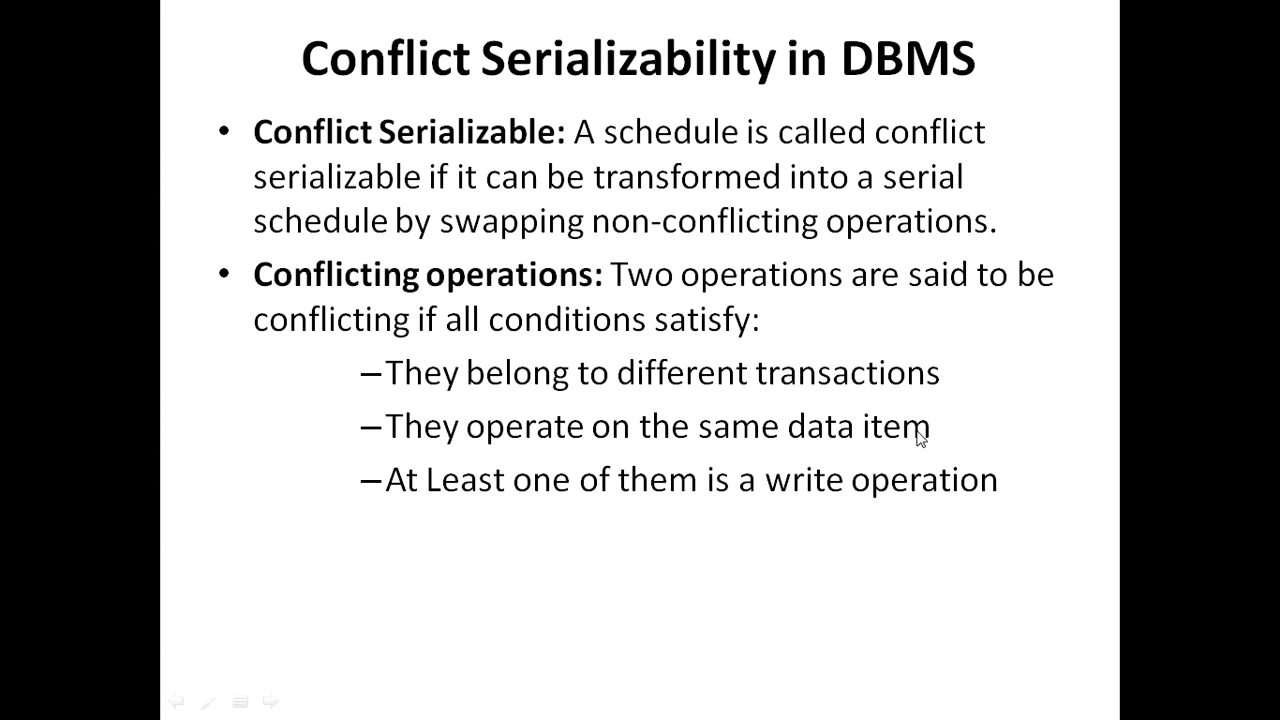 Conflict Serializability in DBMS
• Conflict Serializable: A schedule is called conflict
serializable if it can be transformed into a serial
schedule by swapping non-conflicting operations.
• Conflicting operations: Two operations are said to be
conflicting if all conditions satisfy:
–They belong to different transactions
–They operate on the same data item
–At Least one of them is a write operation